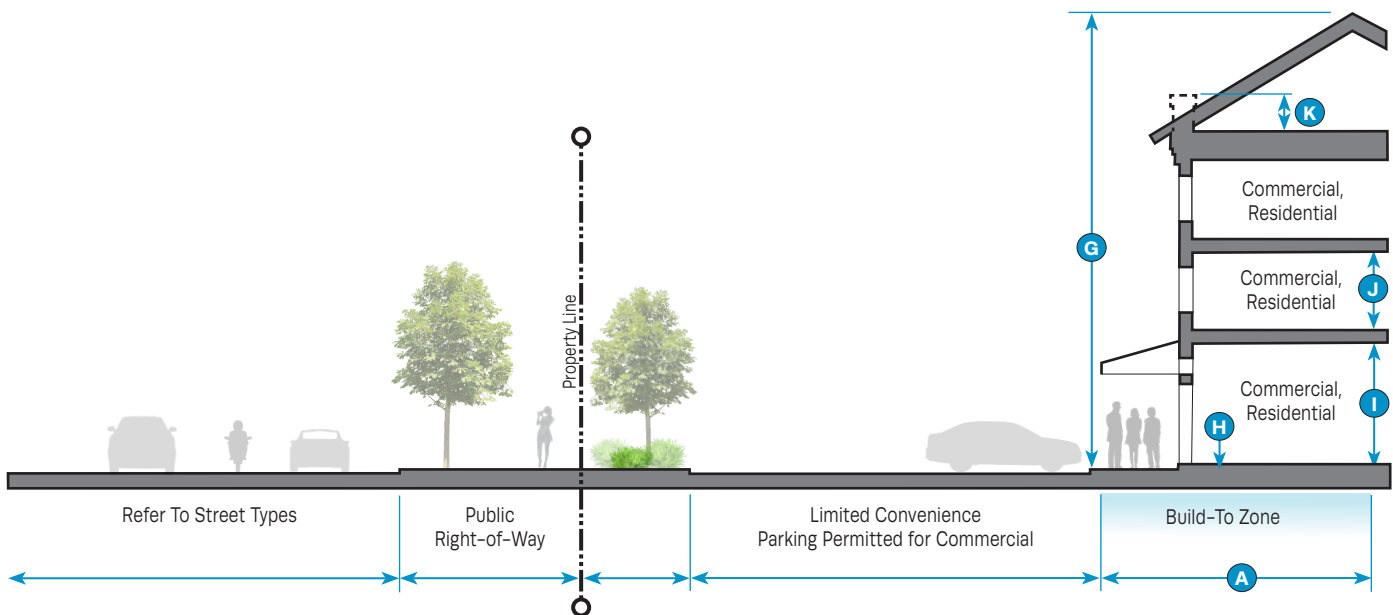 K
Commercial,
Residential
G
Commercial,
Residential
J
Property Line
Commercial,
Residential
I
H
Refer To Street Types
Public
Right-of-Way
Limited Convenience
Parking Permitted for Commercial
Build-To Zone
A